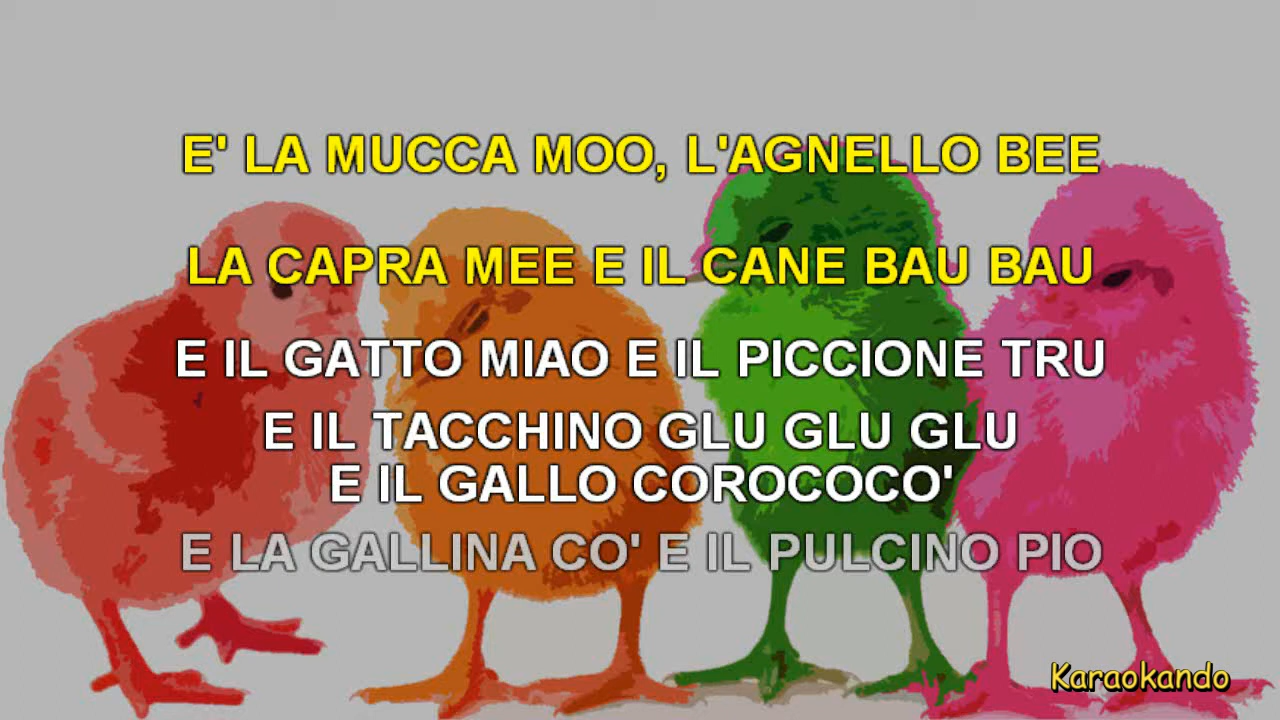 E' LA MUCCA MOO, L'AGNELLO BEE
LA CAPRA MEE E IL CANE BAU BAU
E IL GATTO MIAO E IL PICCIONE TRU
E IL TACCHINO GLU GLU GLU
E IL GALLO COROCOCO'
E LA GALLINA CO' E IL PULCINO PIO
Karaokando